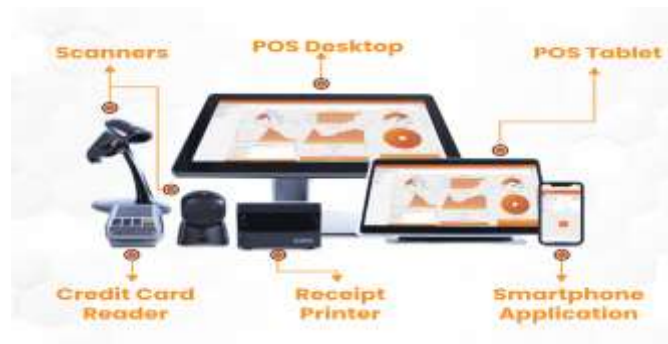 Scanners
POS Desktop
POS Tablet
Credit Card
Reader
Receipt
Printer
Smartphone
Application